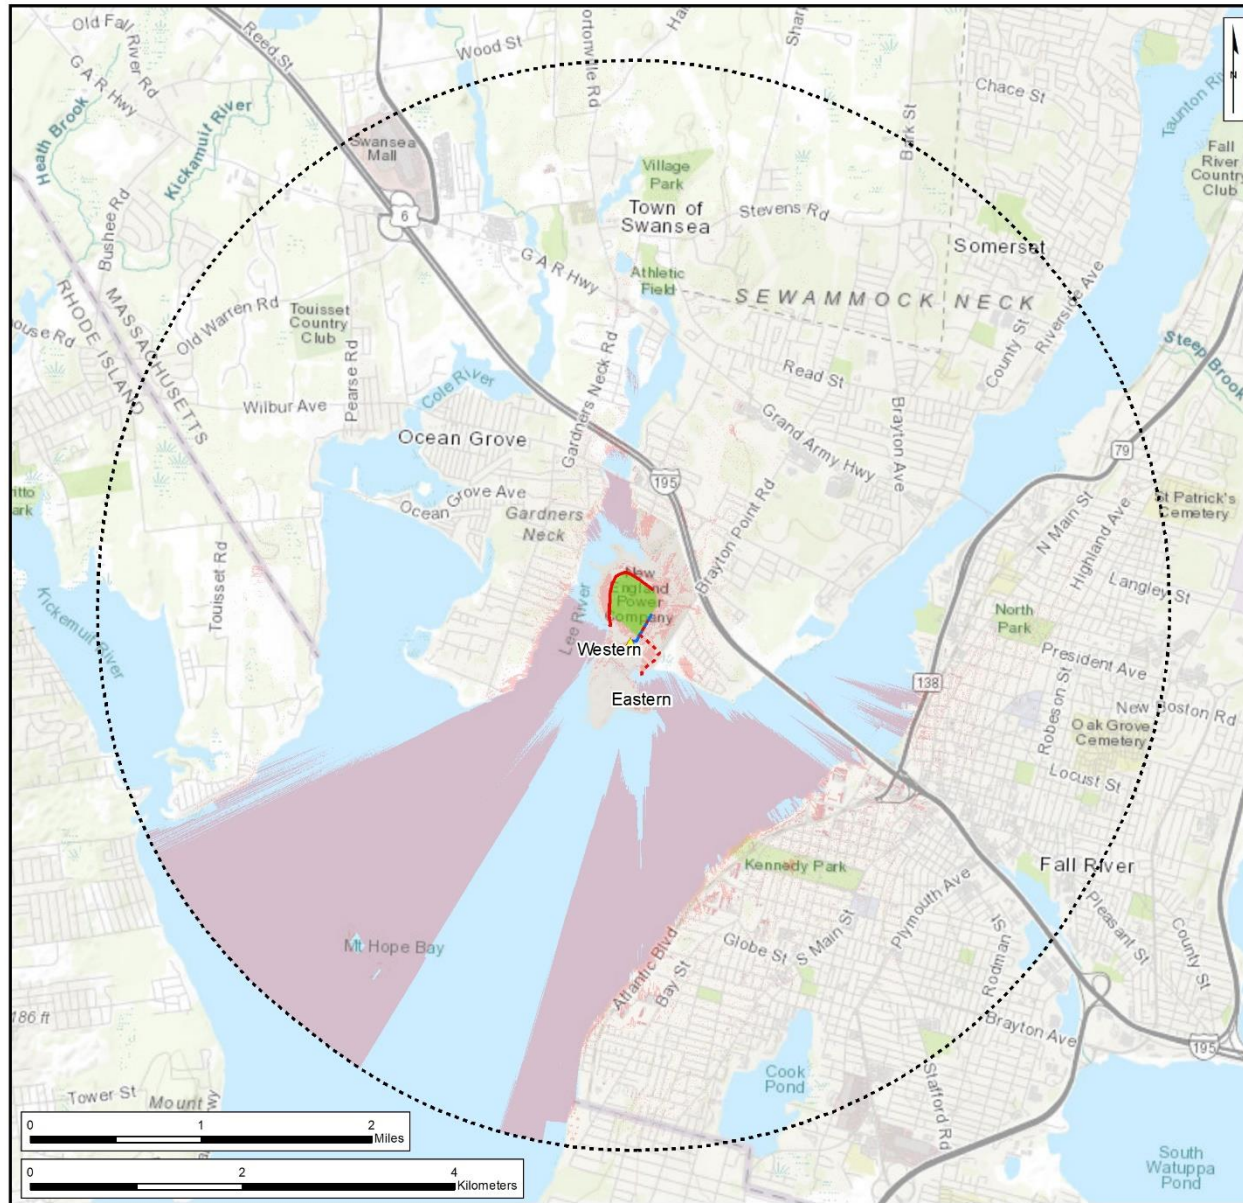 Old Fall
River Rd
Reed St
Wood St
Chace St
G A R Hwy
Bark St
Taunton
Heath Brook
Kickamuit River
Swansea
Mall
Fall
River
Country
Club
N
6
Village
Park
Town of
Swansea
Stevens Rd
Somerset
Bushee Rd
G A R Hwy
Athletic
Field
SEWAMMOCK NECK
Riverside Ave
RHODE ISLAND
MASSACHUSETTS
Old Warren Rd
Touisset
Country
Club
Pearse Rd
Gardners Neck Rd
County St
Steep Brook
Read St
Cole River
Wilbur Ave
Ocean Grove
Grand Army Hwy
Brayton Ave
79
195
Ocean Grove Ave
Gardners
Neck
Brayton Point Rd
N Main St
Highland Ave
St Patrick's
Cemetery
Touisset Rd
New
England
Power
Company
Langley St
North
Park
Kickemuit River
Lee River
Western
President Ave
138
Eastern
Robeson St
New Boston Rd
Oak Grove
Cemetery
Locust St
Kennedy Park
Fall River
Plymouth Ave
Pleasant St
Mt Hope Bay
Globe St
S Main St
Rodman St
County St
Atlantic Blvd
Bay St
186 ft
Brayton Ave
195
Cook
Pond
Stafford Rd
Tower St
Mount
0 1 2
Miles
0 2 4
Kilometers
South
Watuppa
Pond